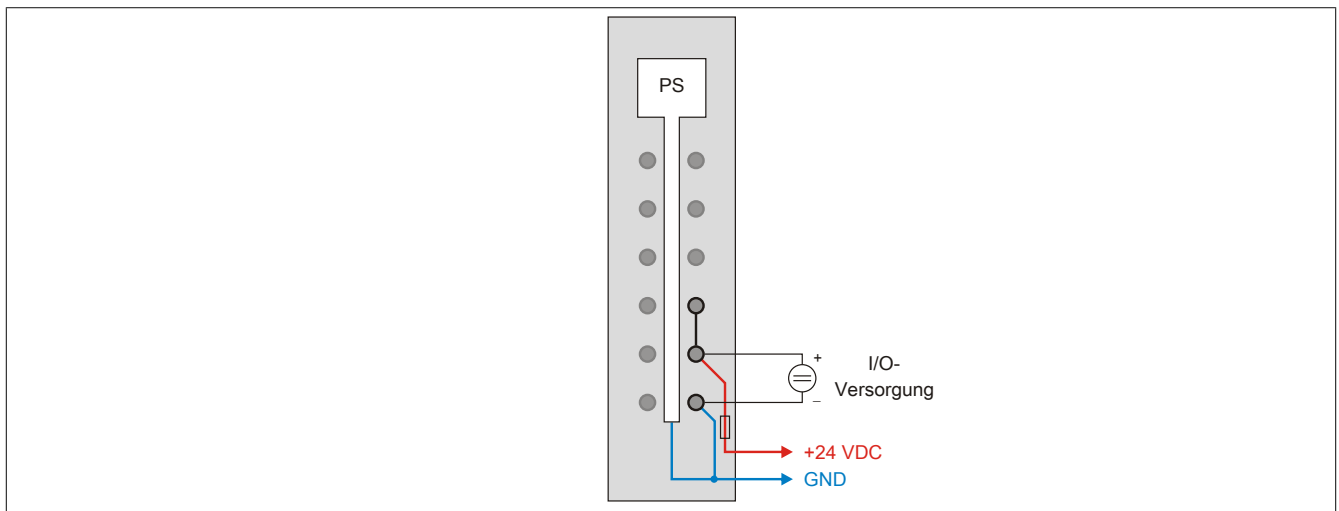 PS
+
I/O-
Versorgung
–
+24 VDC
GND